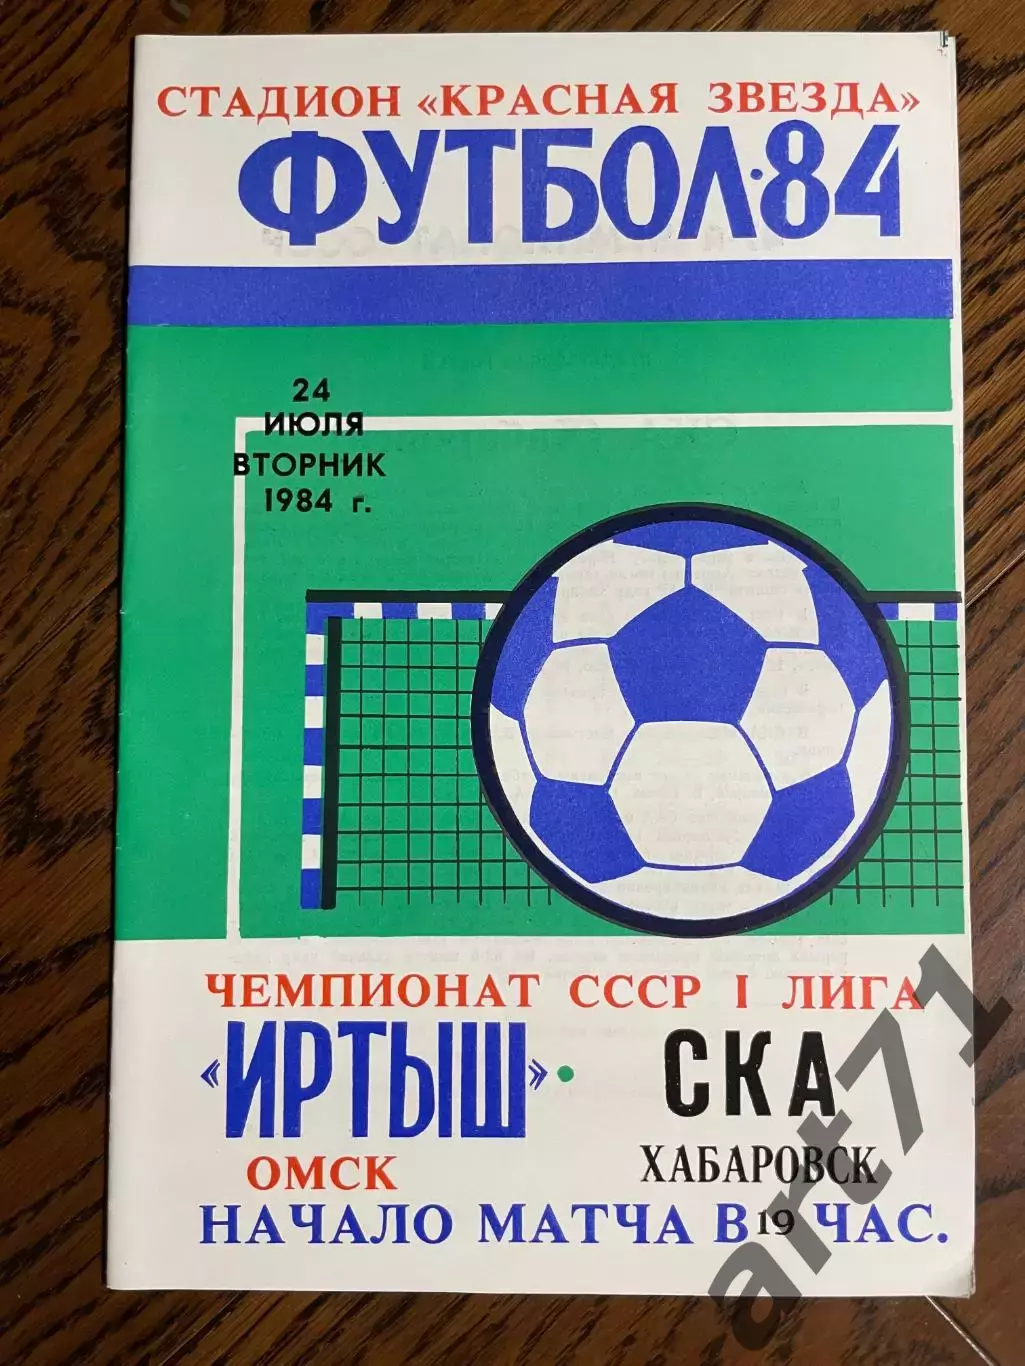 СТАДИОН «КРАСНАЯ ЗВЕЗДА»
ФУТБОЛ·84
24
ИЮЛЯ
ВТОРНИК
1984 г.
ЧЕМПИОНАТ СССР I ЛИГА
«ИРТЫШ» · СКА
ОМСК ХАБАРОВСК
НАЧАЛО МАТЧА В 19 ЧАС.
art71